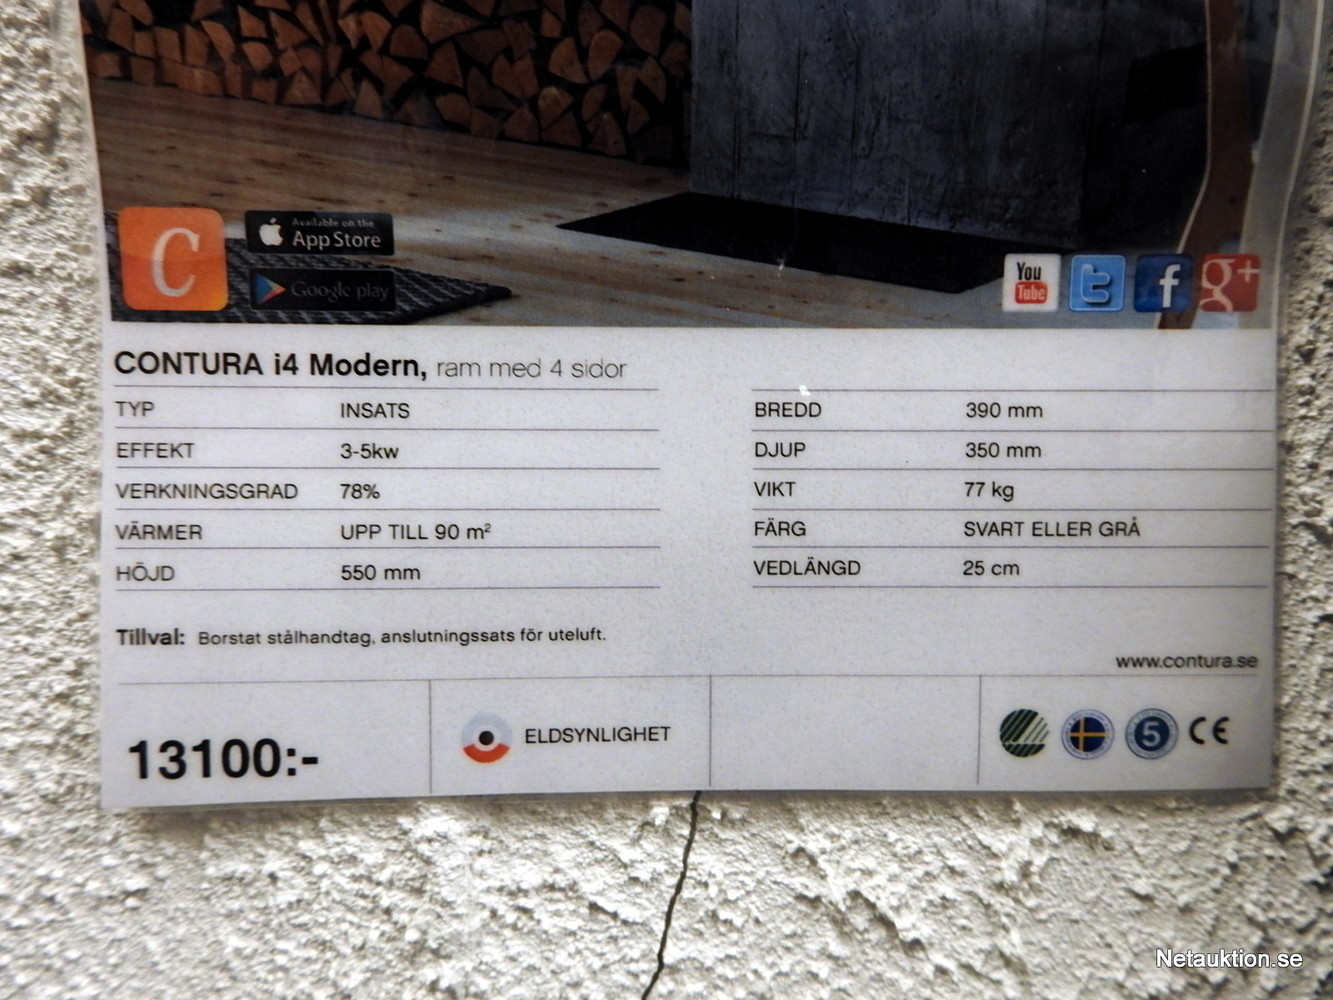 C
Available on the
App Store
Google play
You
Tube
t
f
g+
CONTURA i4 Modern, ram med 4 sidor
TYP INSATS
EFFEKT 3-5kw
VERKNINGSGRAD 78%
VÄRMER UPP TILL 90 m²
HÖJD 550 mm
BREDD 390 mm
DJUP 350 mm
VIKT 77 kg
FÄRG SVART ELLER GRÅ
VEDLÄNGD 25 cm
Tillval: Borstat stålhandtag, anslutningssats för uteluft.
www.contura.se
13100:-
ELDSYNLIGHET
5
CE
Netauktion.se